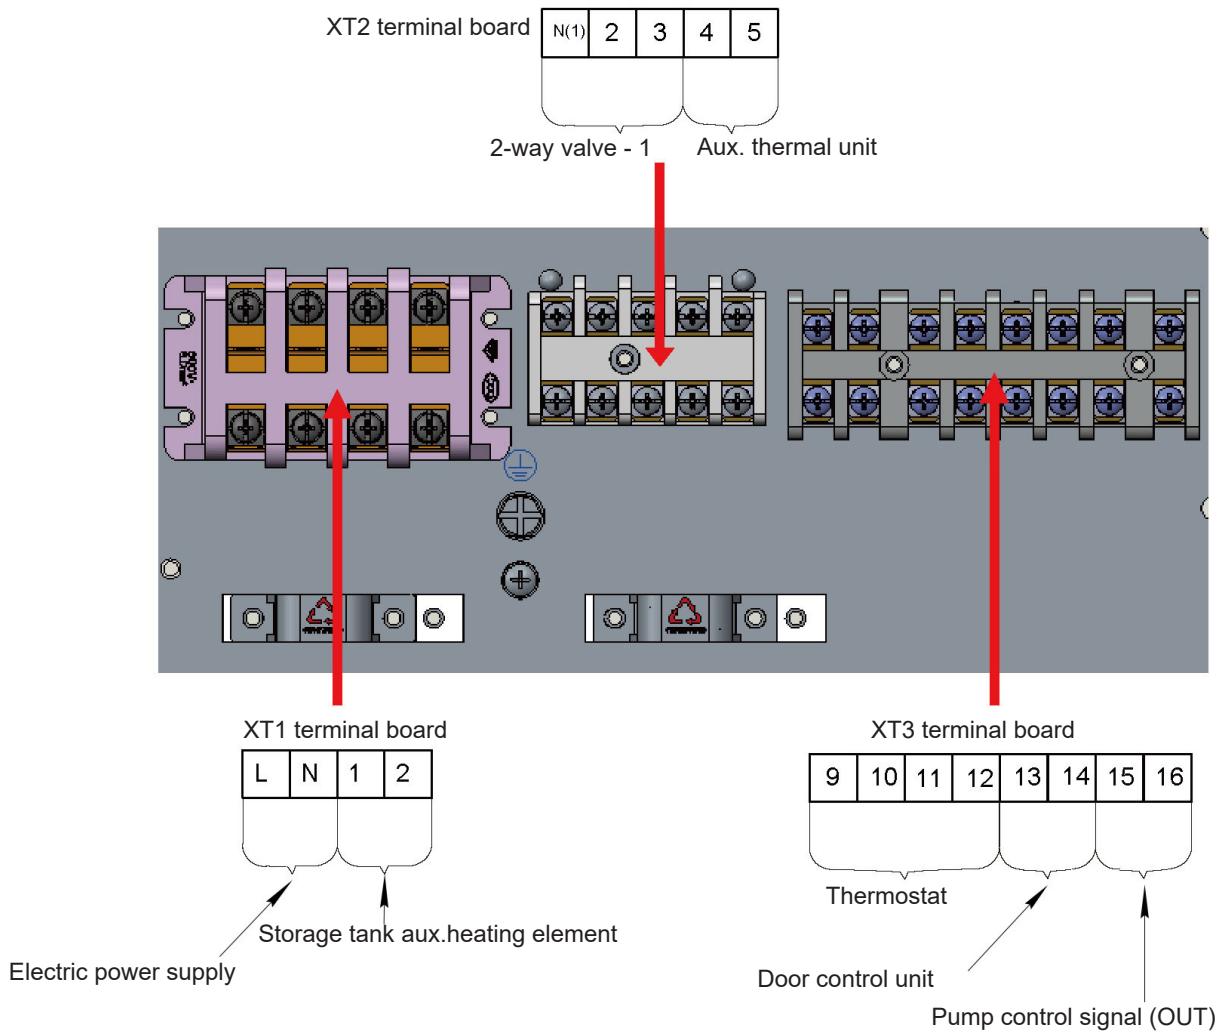 XT2 terminal board
N(1) 2 3 4 5
2-way valve - 1 Aux. thermal unit
XT1 terminal board
L N 1 2
Storage tank aux.heating element
Electric power supply
XT3 terminal board
9 10 11 12 13 14 15 16
Thermostat
Door control unit
Pump control signal (OUT)